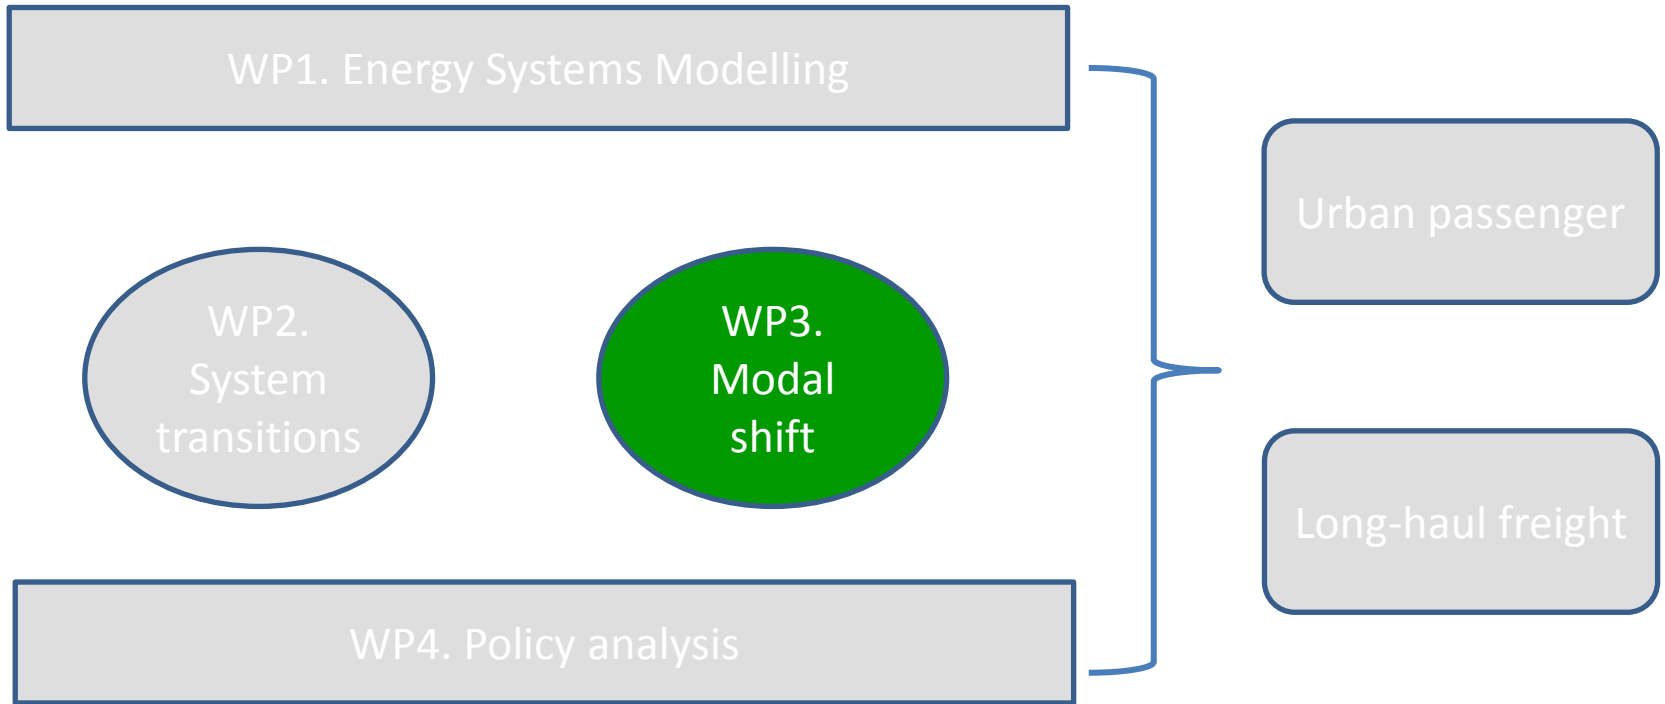 WP1. Energy Systems Modelling
WP2.
System
transitions
WP3.
Modal
shift
WP4. Policy analysis
Urban passenger
Long-haul freight